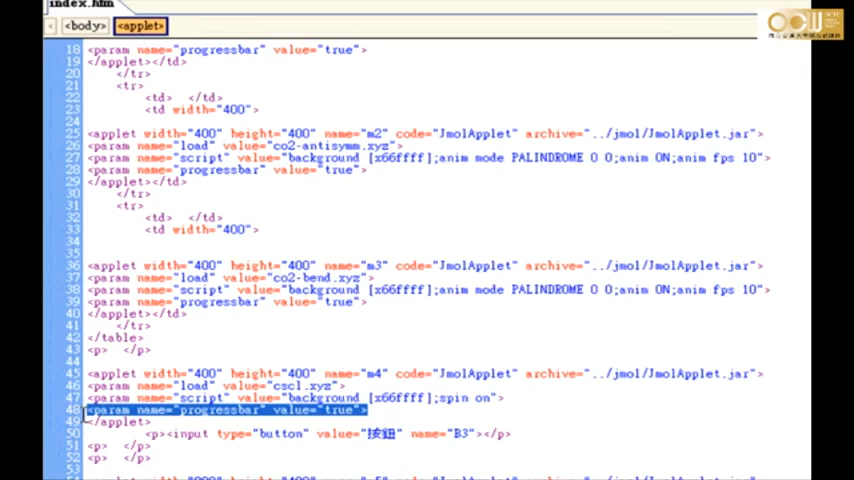 index.htm
<body> <applet>
18 <param name="progressbar" value="true">
19 </applet></td>
20 </tr>
21 <tr>
22 <td> </td>
23 <td width="400">
24
25 <applet width="400" height="400" name="m2" code="JmolApplet" archive="../jmol/JmolApplet.jar">
26 <param name="load" value="co2-antisymm.xyz">
27 <param name="script" value="background [x66ffff];anim mode PALINDROME 0 0;anim ON;anim fps 10">
28 <param name="progressbar" value="true">
29 </applet></td>
30 </tr>
31 <tr>
32 <td> </td>
33 <td width="400">
34
35
36 <applet width="400" height="400" name="m3" code="JmolApplet" archive="../jmol/JmolApplet.jar">
37 <param name="load" value="co2-bend.xyz">
38 <param name="script" value="background [x66ffff];anim mode PALINDROME 0 0;anim ON;anim fps 10">
39 <param name="progressbar" value="true">
40 </applet></td>
41 </tr>
42 </table>
43 <p> </p>
44
45 <applet width="400" height="400" name="m4" code="JmolApplet" archive="../jmol/JmolApplet.jar">
46 <param name="load" value="cscl.xyz">
47 <param name="script" value="background [x66ffff];spin on">
48 <param name="progressbar" value="true">
49 </applet>
50 <p><input type="button" value="按鈕" name="B3"></p>
51 <p> </p>
52 <p> </p>
53
OCW